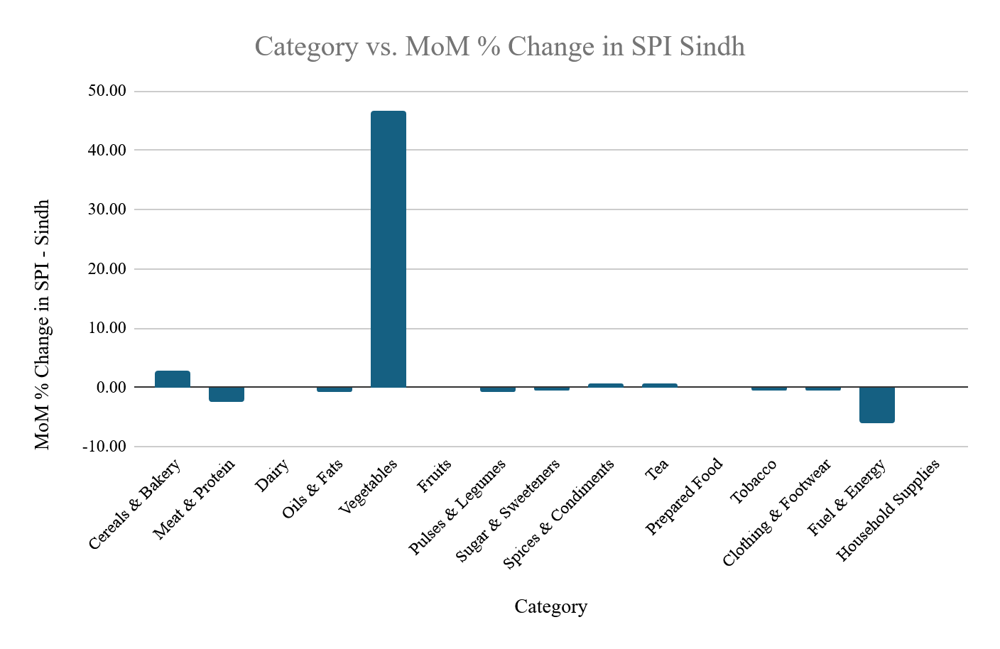 Category vs. MoM % Change in SPI Sindh
MoM % Change in SPI - Sindh
50.00
40.00
30.00
20.00
10.00
0.00
-10.00
Cereals & Bakery
Meat & Protein
Dairy
Oils & Fats
Vegetables
Fruits
Pulses & Legumes
Sugar & Sweeteners
Spices & Condiments
Tea
Prepared Food
Tobacco
Clothing & Footwear
Fuel & Energy
Household Supplies
Category